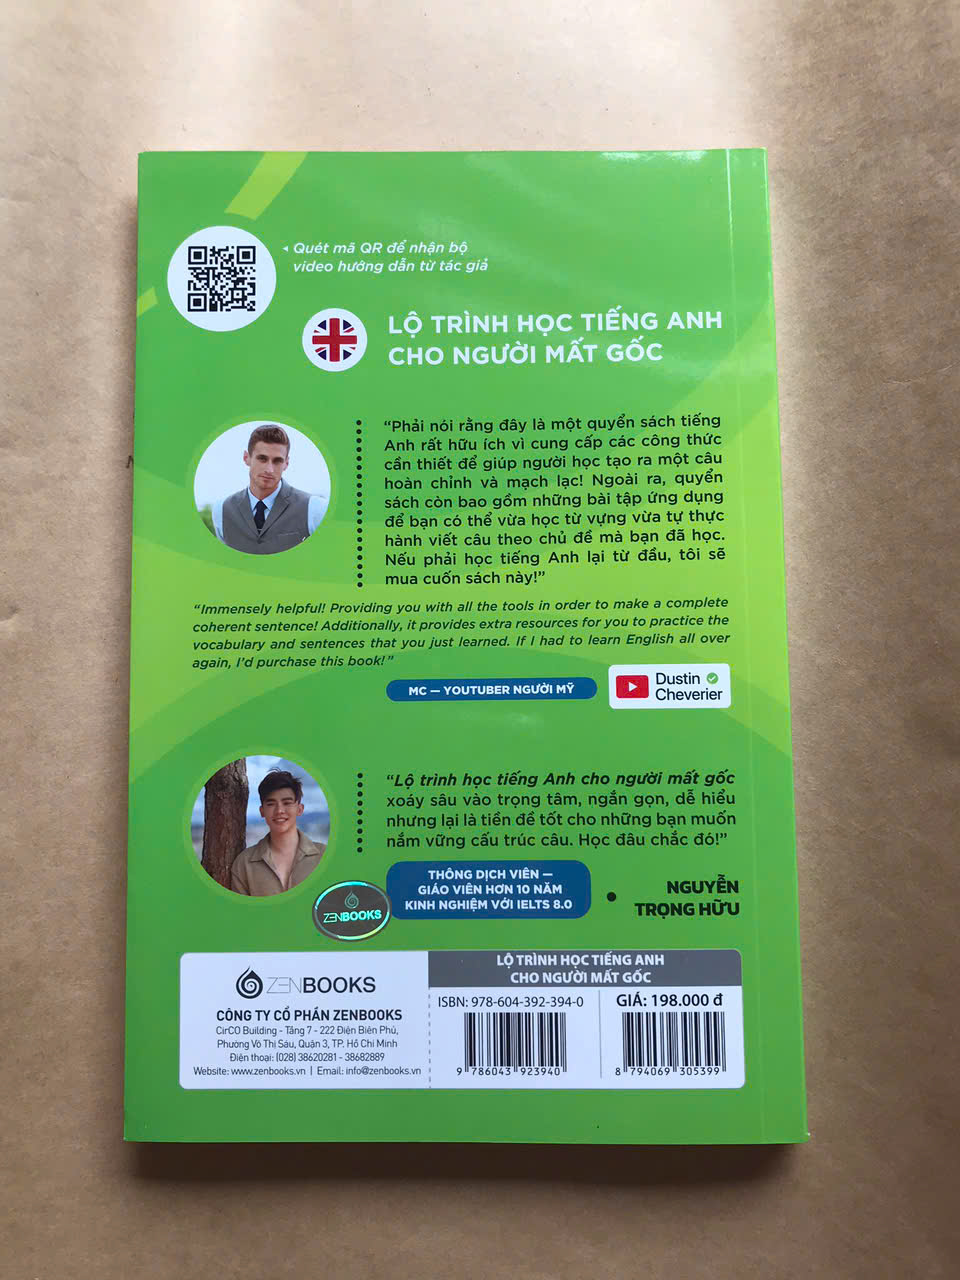 Quét mã QR để nhận bộ
video hướng dẫn từ tác giả
LỘ TRÌNH HỌC TIẾNG ANH
CHO NGƯỜI MẤT GỐC
“Phải nói rằng đây là một quyển sách tiếng
Anh rất hữu ích vì cung cấp các công thức
cần thiết để giúp người học tạo ra một câu
hoàn chỉnh và mạch lạc! Ngoài ra, quyển
sách còn bao gồm những bài tập ứng dụng
để bạn có thể vừa học từ vựng vừa tự thực
hành viết câu theo chủ đề mà bạn đã học.
Nếu phải học tiếng Anh lại từ đầu, tôi sẽ
mua cuốn sách này!”
“Immensely helpful! Providing you with all the tools in order to make a complete
coherent sentence! Additionally, it provides extra resources for you to practice the
vocabulary and sentences that you just learned. If I had to learn English all over
again, I’d purchase this book!”
MC — YOUTUBER NGƯỜI MỸ
Dustin
Cheverier
“Lộ trình học tiếng Anh cho người mất gốc
xoáy sâu vào trọng tâm, ngắn gọn, dễ hiểu
nhưng lại là tiền đề tốt cho những bạn muốn
nắm vững cấu trúc câu. Học đâu chắc đó!”
THÔNG DỊCH VIÊN —
GIÁO VIÊN HƠN 10 NĂM
KINH NGHIỆM VỚI IELTS 8.0
NGUYỄN
TRỌNG HỮU
ZENBOOKS
ZENBOOKS
CÔNG TY CỔ PHẦN ZENBOOKS
CirCO Building - Tầng 7 - 222 Điện Biên Phủ,
Phường Võ Thị Sáu, Quận 3, TP. Hồ Chí Minh
Điện thoại: (028) 38620281 - 38682889
Website: www.zenbooks.vn | Email: info@zenbooks.vn
LỘ TRÌNH HỌC TIẾNG ANH
CHO NGƯỜI MẤT GỐC
ISBN: 978-604-392-394-0
9 786043 923940
GIÁ: 198.000 đ
8 794069 305399